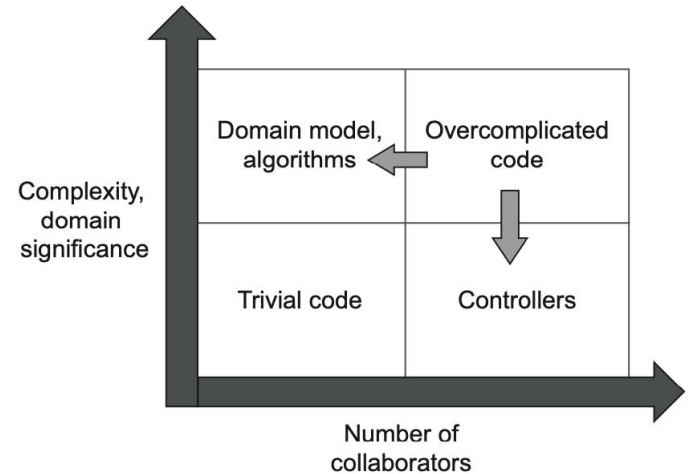 Complexity,
domain
significance
Domain model,
algorithms
Overcomplicated
code
Trivial code
Controllers
Number of
collaborators